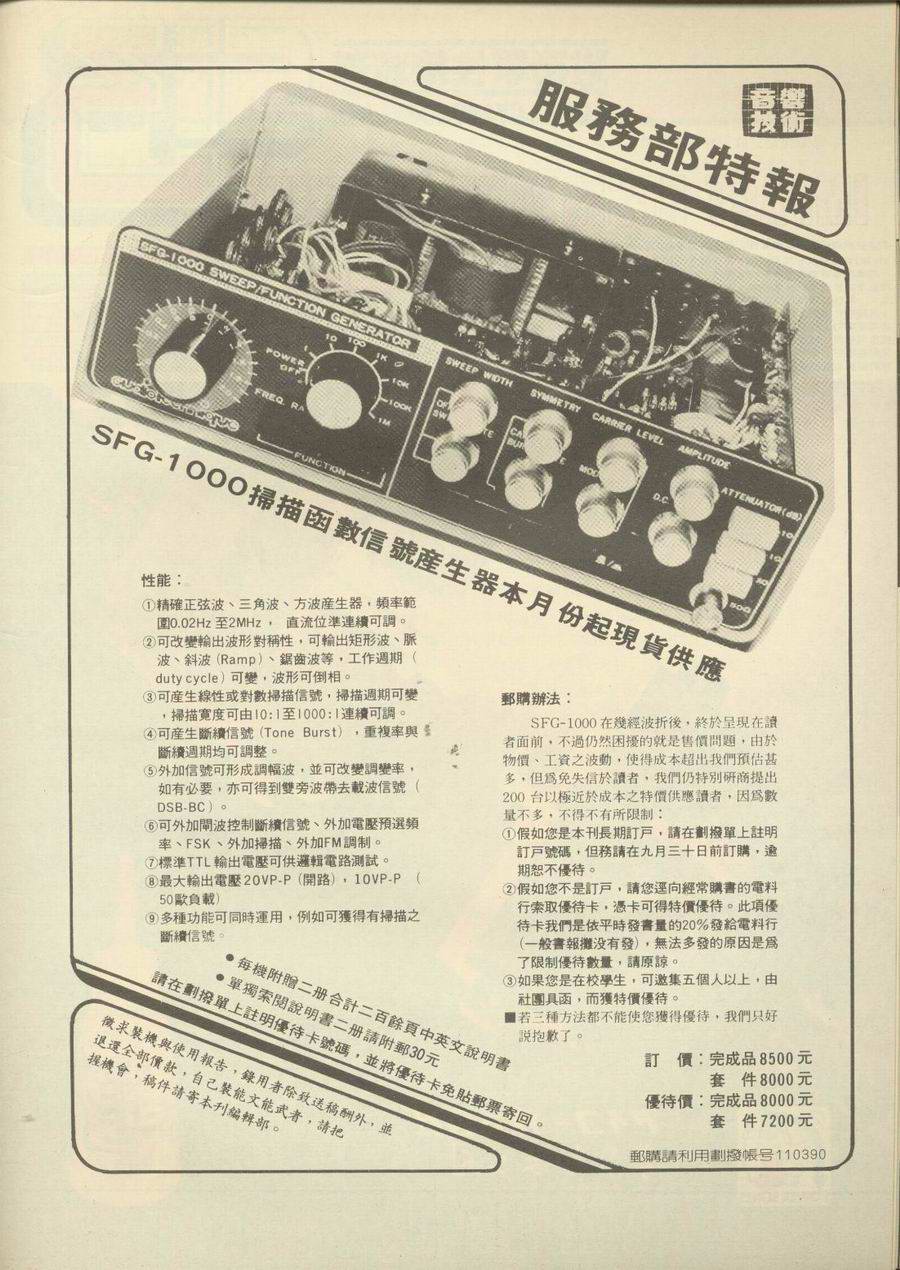 音響
技術
服務部特報
SFG-1000 SWEEP/FUNCTION GENERATOR
POWER
OFF
10
100
1K
10K
100K
1M
FREQ. RA
FUNCTION
audiotechnique
SWEEP WIDTH
SYMMETRY
CARRIER LEVEL
AMPLITUDE
ATTENUATOR (dB)
D.C.
SFG-1000掃描函數信號產生器本月份起現貨供應
性能：
①精確正弦波、三角波、方波產生器，頻率範
圍0.02Hz 至2MHz ， 直流位準連續可調。
②可改變輸出波形對稱性，可輸出矩形波、脈
波、斜波（Ramp）、鋸齒波等，工作週期（
duty cycle）可變，波形可倒相。
③可產生線性或對數掃描信號，掃描週期可變
，掃描寬度可由10:1至1000:1連續可調。
④可產生斷續信號（Tone Burst），重複率與
斷續週期均可調整。
⑤外加信號可形成調幅波，並可改變調變率，
如有必要，亦可得到雙旁波帶去載波信號（
DSB-BC）。
⑥可外加閘波控制斷續信號、外加電壓預選頻
率、FSK、外加掃描、外加FM調制。
⑦標準TTL輸出電壓可供邏輯電路測試。
⑧最大輸出電壓20VP-P（開路），10VP-P （
50歐負載）
⑨多種功能可同時運用，例如可獲得有掃描之
斷續信號。
●每機附贈二册合計二百餘頁中英文說明書
●單獨索閱說明書二册請附郵30元
請在劃撥單上註明優待卡號碼，並將優待卡免貼郵票寄回。
徵求裝機與使用報告，錄用者除致送稿酬外，並
退還全部價款，自己裝能文能武者，請把
握機會，稿件請寄本刊編輯部。
郵購辦法：
SFG-1000在幾經波折後，終於呈現在讀
者面前，不過仍然困擾的就是售價問題，由於
物價、工資之波動，使得成本超出我們預估甚
多，但爲免失信於讀者，我們仍特別研商提出
200 台以極近於成本之特價供應讀者，因爲數
量不多，不得不有所限制：
①假如您是本刊長期訂戶，請在劃撥單上註明
訂戶號碼，但務請在九月三十日前訂購，逾
期恕不優待。
②假如您不是訂戶，請您逕向經常購書的電料
行索取優待卡，憑卡可得特價優待。此項優
待卡我們是依平時發書量的20%發給電料行
（一般書報攤没有發），無法多發的原因是爲
了限制優待數量，請原諒。
③如果您是在校學生，可邀集五個人以上，由
社團具函，而獲特價優待。
■若三種方法都不能使您獲得優待，我們只好
説抱歉了。
訂　價：完成品8500元
套　件8000元
優待價：完成品8000元
套　件7200元
郵購請利用劃撥帳号110390